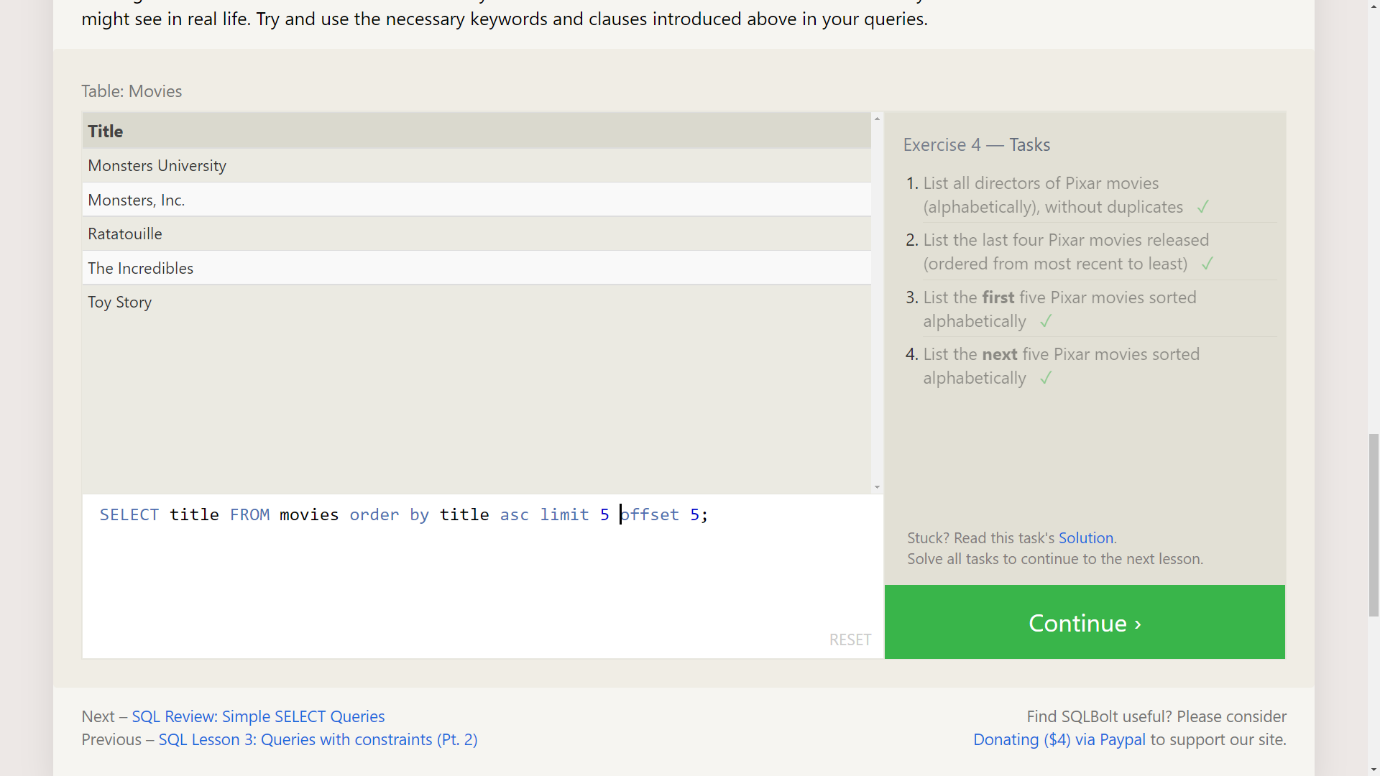 might see in real life. Try and use the necessary keywords and clauses introduced above in your queries.
Table: Movies
Title
Monsters University
Monsters, Inc.
Ratatouille
The Incredibles
Toy Story
SELECT title FROM movies order by title asc limit 5 offset 5;
RESET
Exercise 4 — Tasks
1. List all directors of Pixar movies
(alphabetically), without duplicates ✓
2. List the last four Pixar movies released
(ordered from most recent to least) ✓
3. List the first five Pixar movies sorted
alphabetically ✓
4. List the next five Pixar movies sorted
alphabetically ✓
Stuck? Read this task's Solution.
Solve all tasks to continue to the next lesson.
Continue ›
Next – SQL Review: Simple SELECT Queries
Previous – SQL Lesson 3: Queries with constraints (Pt. 2)
Find SQLBolt useful? Please consider
Donating ($4) via Paypal to support our site.